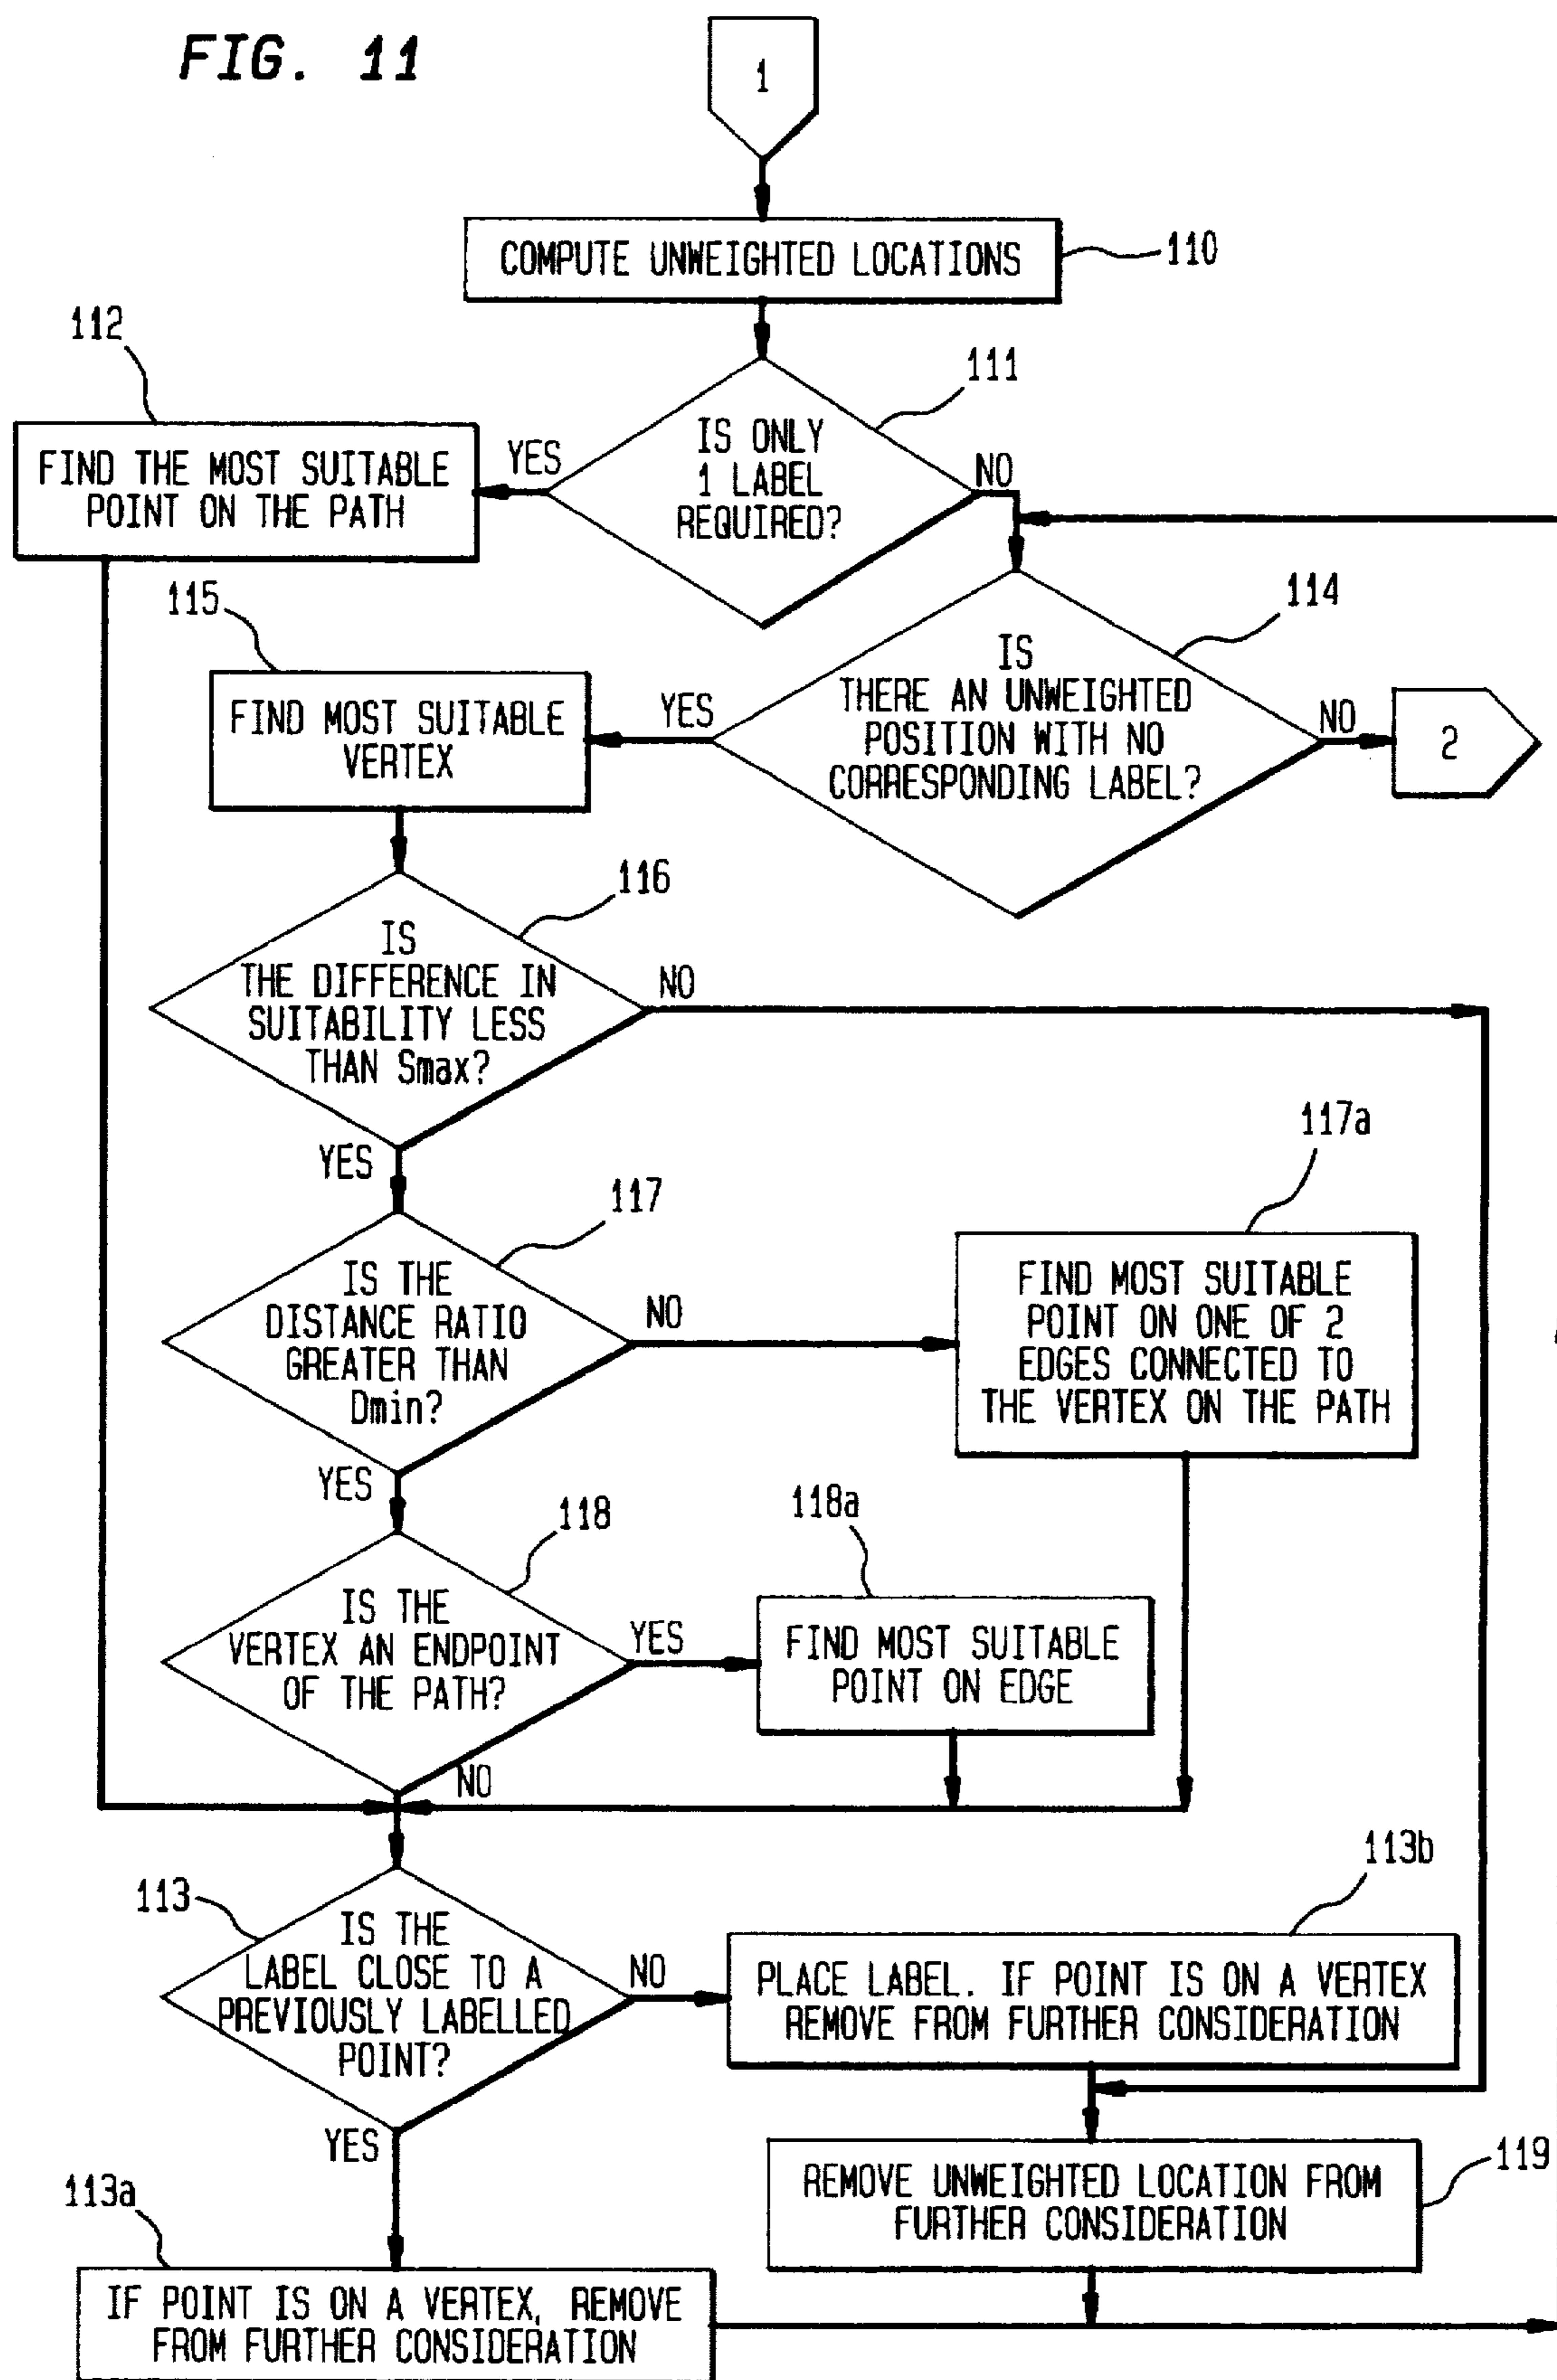 FIG. 11
1
COMPUTE UNWEIGHTED LOCATIONS
110
112
111
IS ONLY
1 LABEL
REQUIRED?
YES
NO
FIND THE MOST SUITABLE
POINT ON THE PATH
115
114
IS
THERE AN UNWEIGHTED
POSITION WITH NO
CORRESPONDING LABEL?
YES
NO
2
FIND MOST SUITABLE
VERTEX
116
IS
THE DIFFERENCE IN
SUITABILITY LESS
THAN Smax?
NO
YES
117
117a
IS THE
DISTANCE RATIO
GREATER THAN
Dmin?
NO
YES
FIND MOST SUITABLE
POINT ON ONE OF 2
EDGES CONNECTED TO
THE VERTEX ON THE PATH
118
118a
IS THE
VERTEX AN ENDPOINT
OF THE PATH?
YES
NO
FIND MOST SUITABLE
POINT ON EDGE
113
113b
IS THE
LABEL CLOSE TO A
PREVIOUSLY LABELLED
POINT?
NO
YES
PLACE LABEL. IF POINT IS ON A VERTEX
REMOVE FROM FURTHER CONSIDERATION
119
REMOVE UNWEIGHTED LOCATION FROM
FURTHER CONSIDERATION
113a
IF POINT IS ON A VERTEX, REMOVE
FROM FURTHER CONSIDERATION